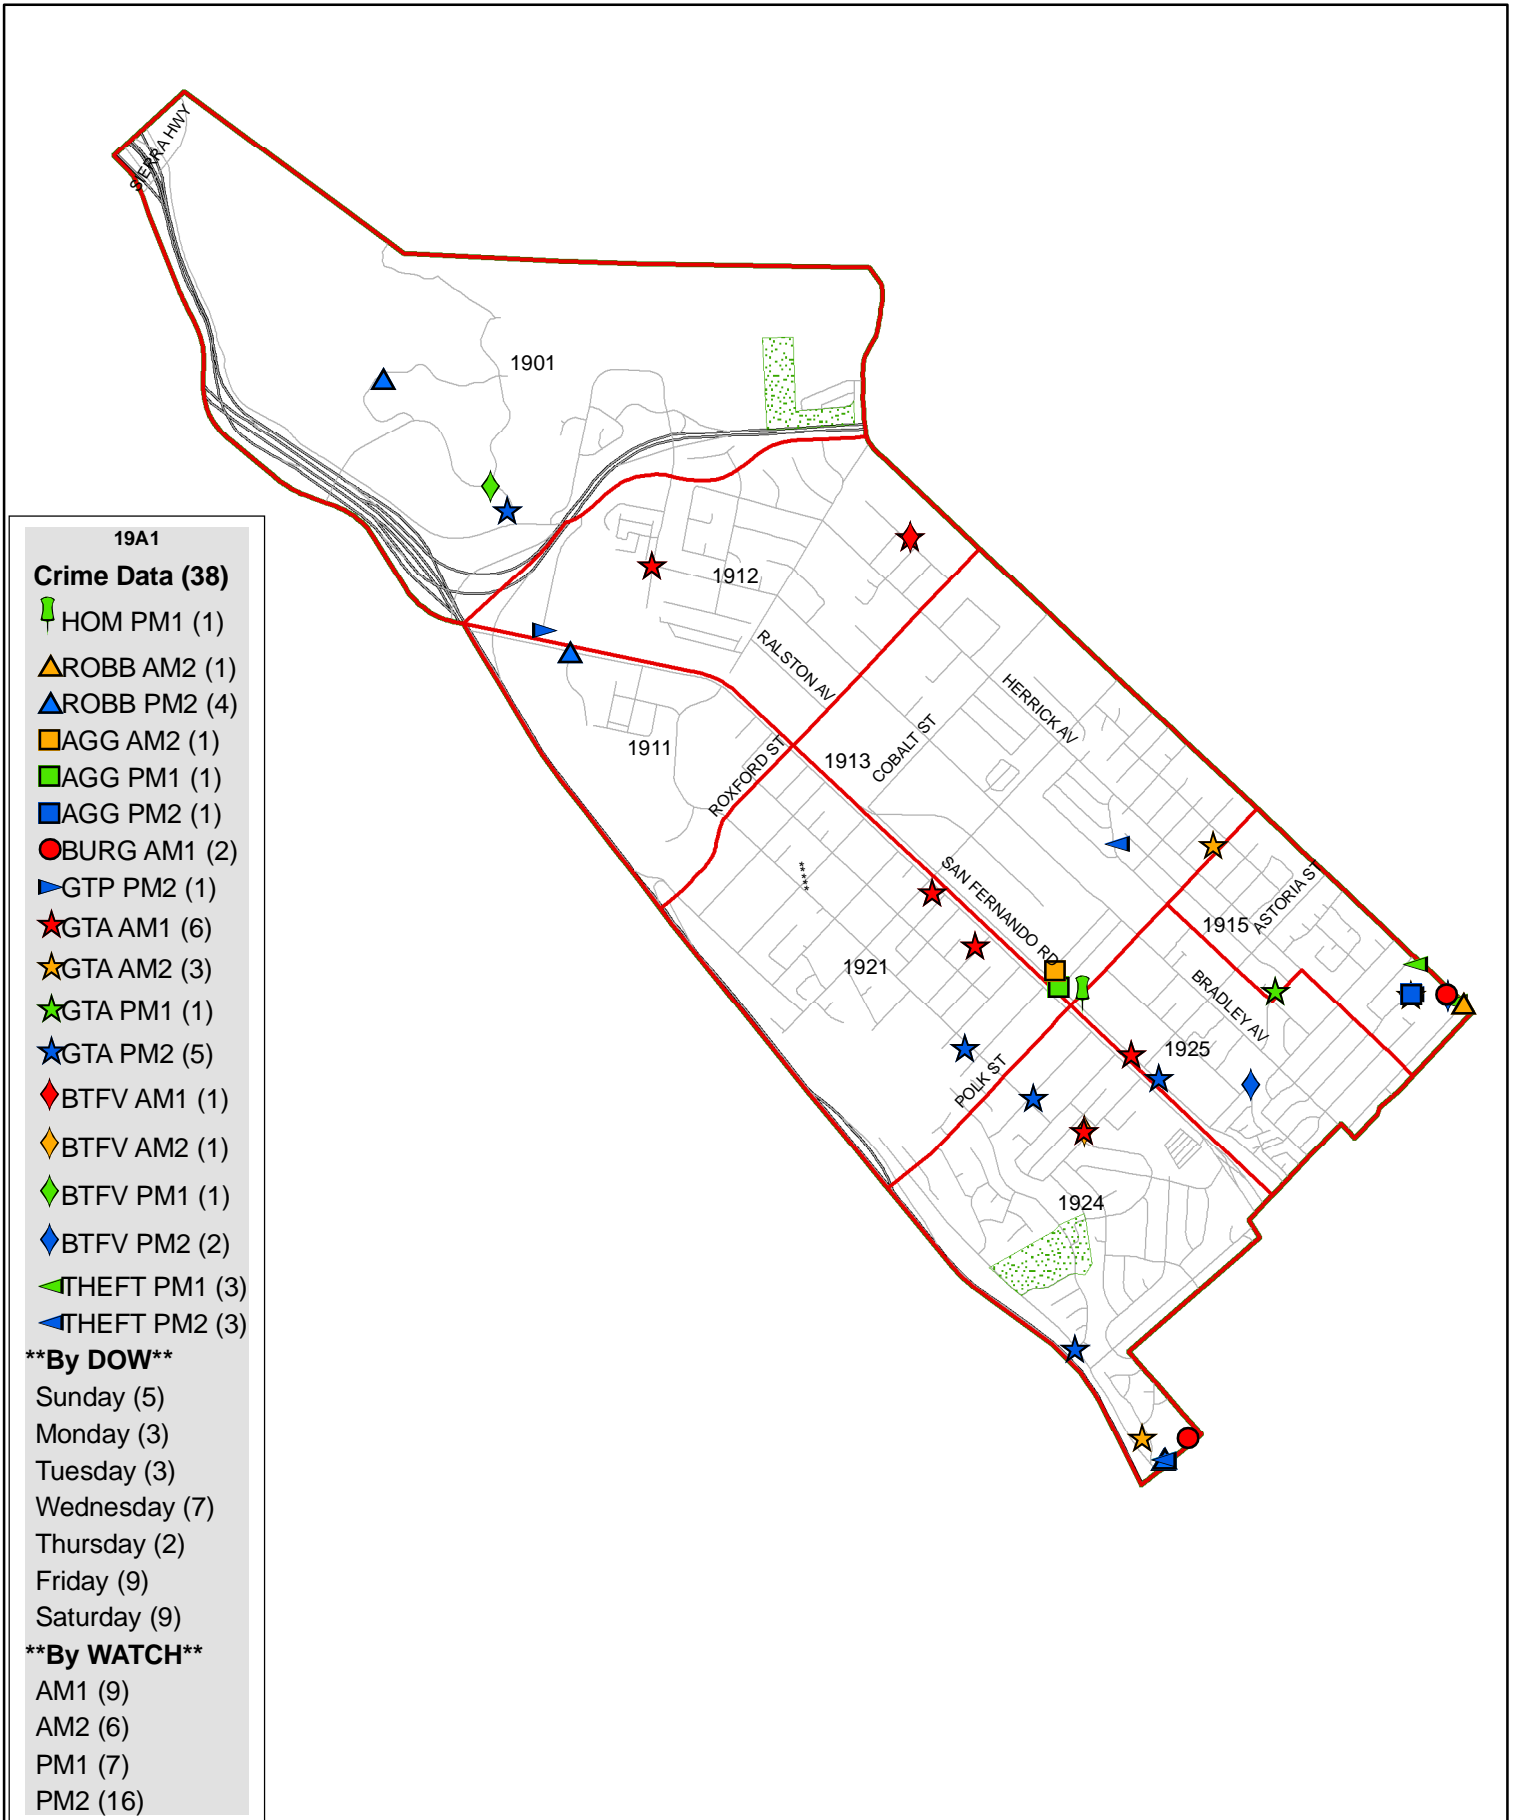 SIERRA HWY
1901
1912
RALSTON AV
HERRICK AV
COBALT ST
1911
ROXFORD ST
1913
SAN FERNANDO RD
1915
ASTORIA ST
1921
BRADLEY AV
1925
POLK ST
1924
*****
19A1
Crime Data (38)
HOM PM1 (1)
ROBB AM2 (1)
ROBB PM2 (4)
AGG AM2 (1)
AGG PM1 (1)
AGG PM2 (1)
BURG AM1 (2)
GTP PM2 (1)
GTA AM1 (6)
GTA AM2 (3)
GTA PM1 (1)
GTA PM2 (5)
BTFV AM1 (1)
BTFV AM2 (1)
BTFV PM1 (1)
BTFV PM2 (2)
THEFT PM1 (3)
THEFT PM2 (3)
**By DOW**
Sunday (5)
Monday (3)
Tuesday (3)
Wednesday (7)
Thursday (2)
Friday (9)
Saturday (9)
**By WATCH**
AM1 (9)
AM2 (6)
PM1 (7)
PM2 (16)